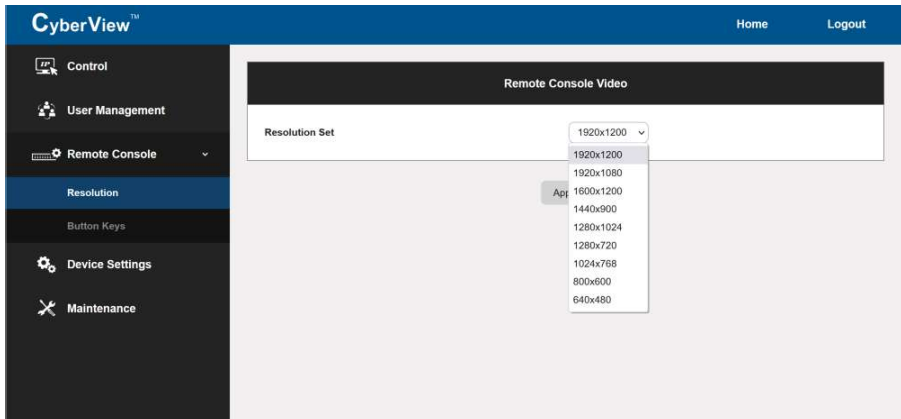 CyberView™
Home
Logout
IP
Control
User Management
Remote Console
Resolution
Button Keys
Device Settings
Maintenance
Remote Console Video
Resolution Set
1920x1200
1920x1200
1920x1080
1600x1200
1440x900
1280x1024
1280x720
1024x768
800x600
640x480